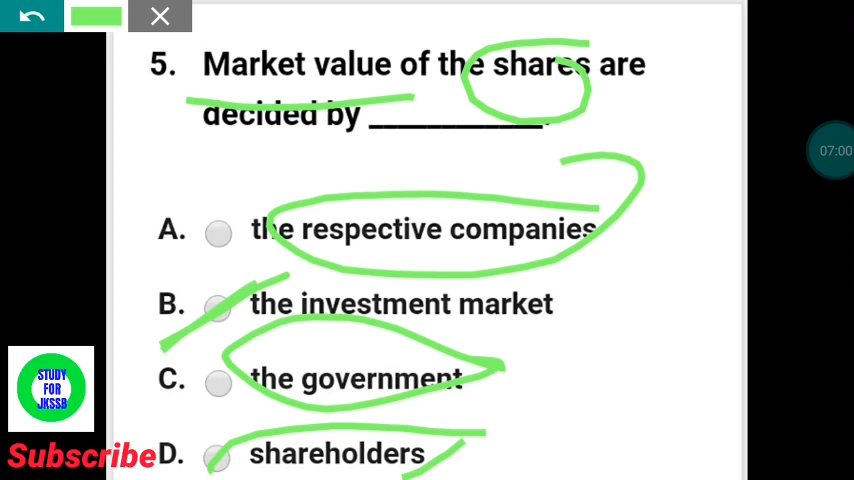 5. Market value of the shares are
decided by ____________.
07:00
A. the respective companies
B. the investment market
C. the government
STUDY
FOR
JKSSB
D. shareholders
Subscribe